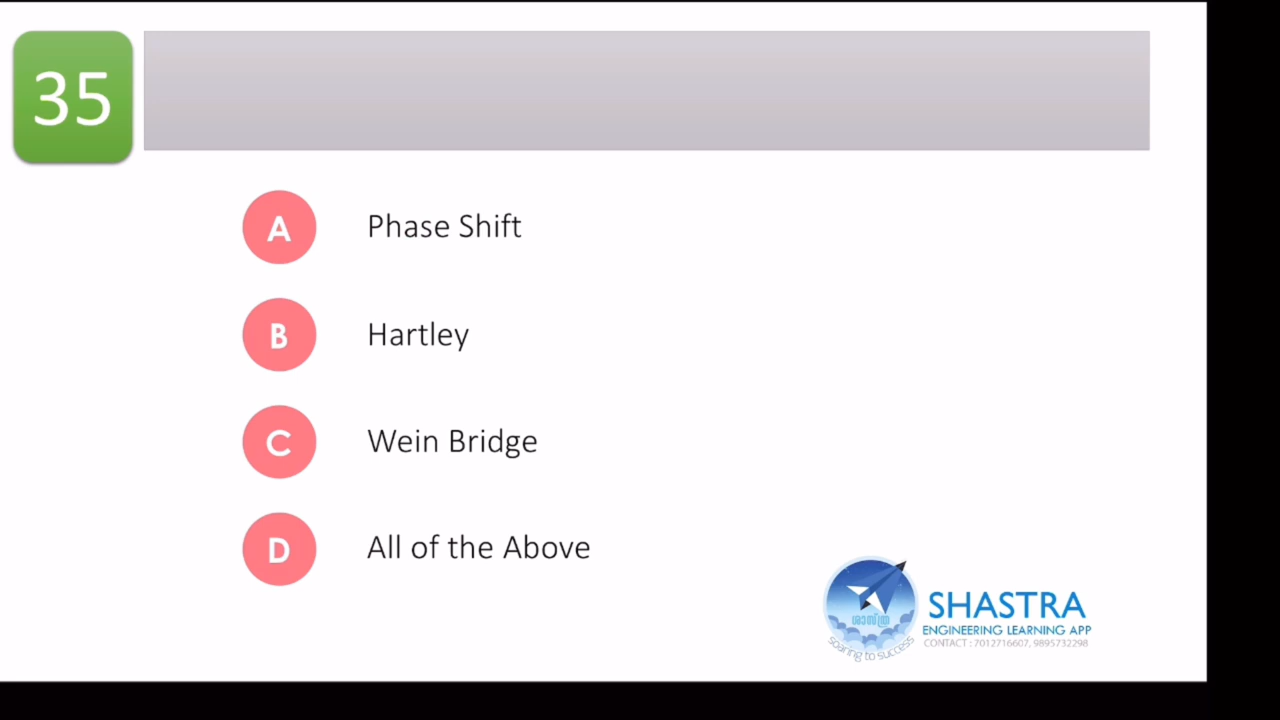 35
A Phase Shift
B Hartley
C Wein Bridge
D All of the Above
ശാസ്ത്ര
soaring to success
SHASTRA
ENGINEERING LEARNING APP
CONTACT : 7012716607, 9895732298